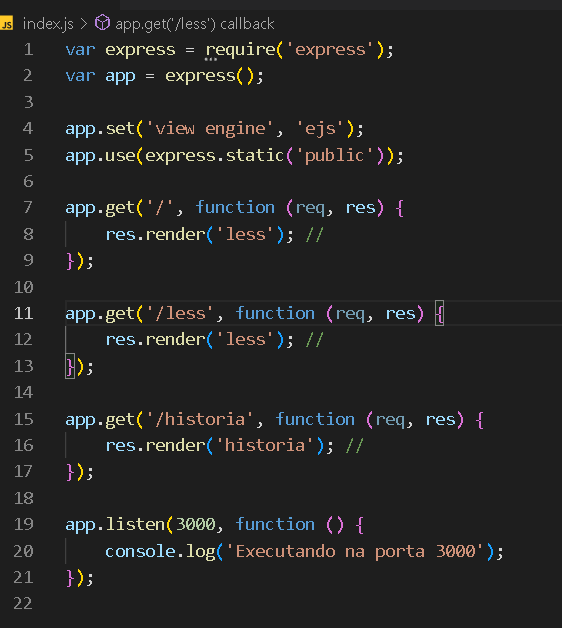 JS index.js > app.get('/less') callback
1 var express = require('express');
2 var app = express();
3
4 app.set('view engine', 'ejs');
5 app.use(express.static('public'));
6
7 app.get('/', function (req, res) {
8 res.render('less'); //
9 });
10
11 app.get('/less', function (req, res) {
12 res.render('less'); //
13 });
14
15 app.get('/historia', function (req, res) {
16 res.render('historia'); //
17 });
18
19 app.listen(3000, function () {
20 console.log('Executando na porta 3000');
21 });
22